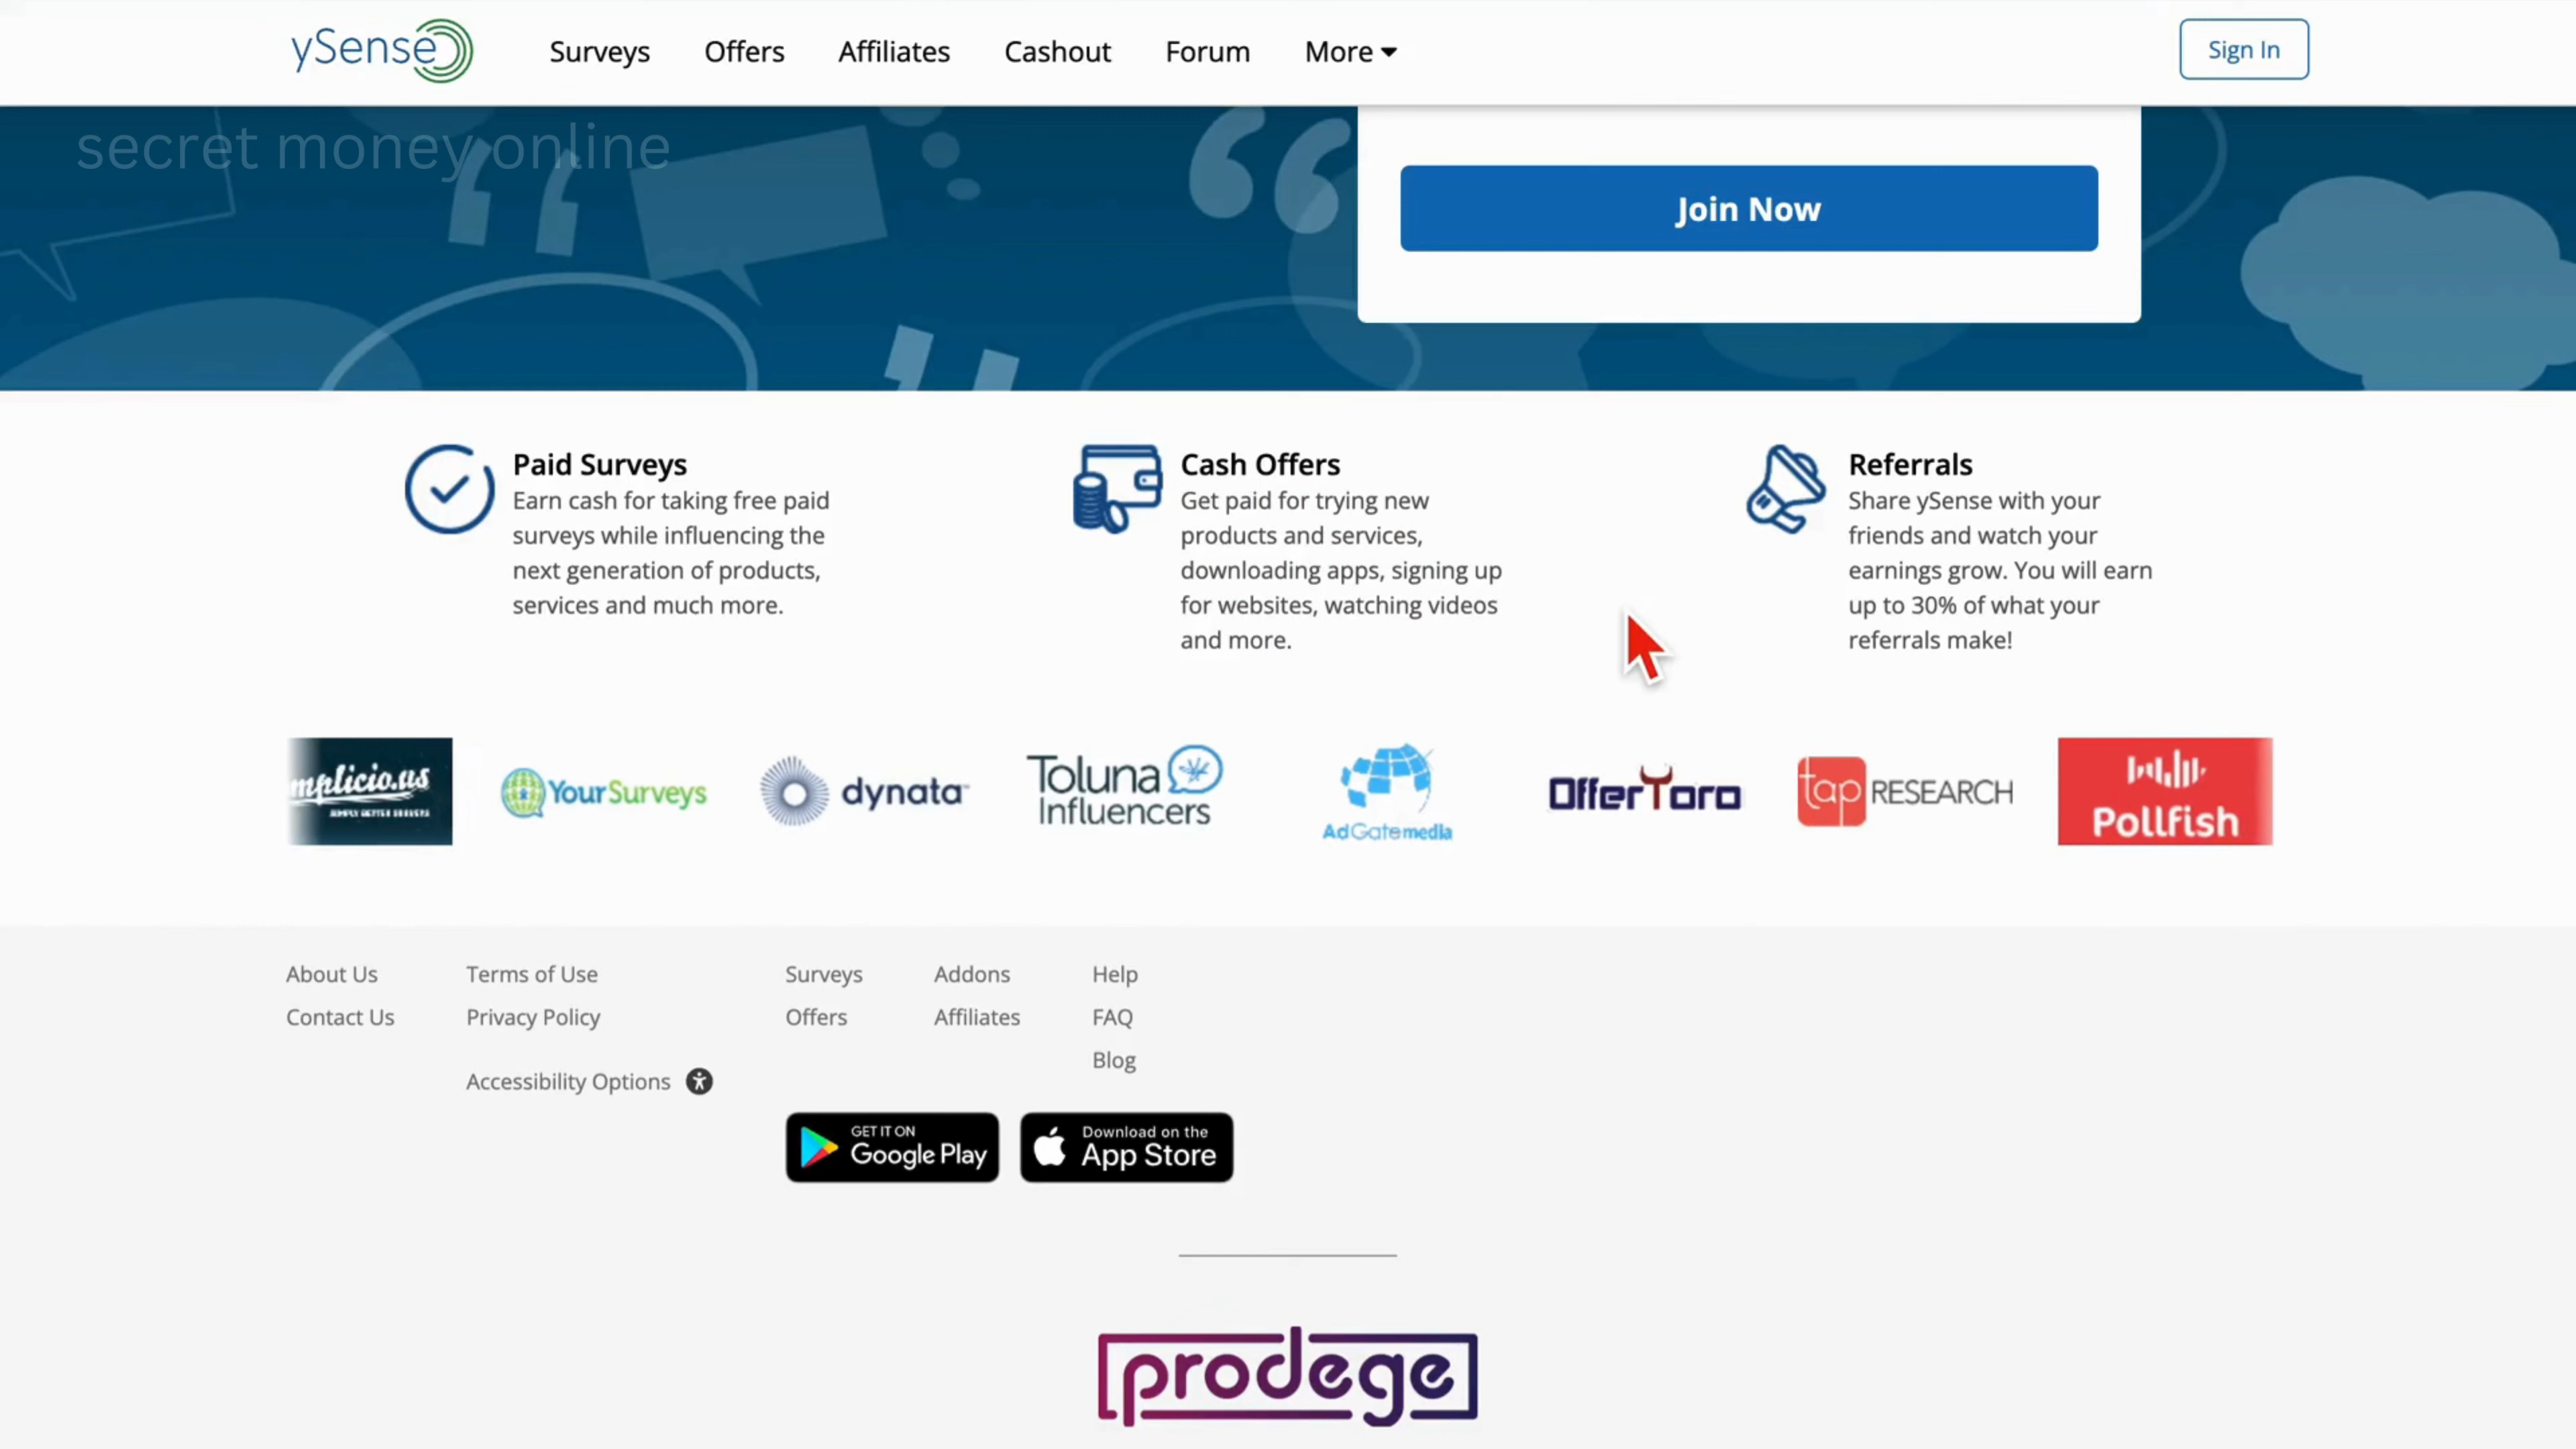 ySense
Surveys
Offers
Affiliates
Cashout
Forum
More
Sign In
secret money online
Join Now
Paid Surveys
Earn cash for taking free paid
surveys while influencing the
next generation of products,
services and much more.
Cash Offers
Get paid for trying new
products and services,
downloading apps, signing up
for websites, watching videos
and more.
Referrals
Share ySense with your
friends and watch your
earnings grow. You will earn
up to 30% of what your
referrals make!
mplicio.us
YourSurveys
dynata
Toluna
Influencers
AdGatemedia
OfferToro
tap RESEARCH
Pollfish
About Us
Contact Us
Terms of Use
Privacy Policy
Accessibility Options
Surveys
Offers
Addons
Affiliates
Help
FAQ
Blog
GET IT ON
Google Play
Download on the
App Store
prodege